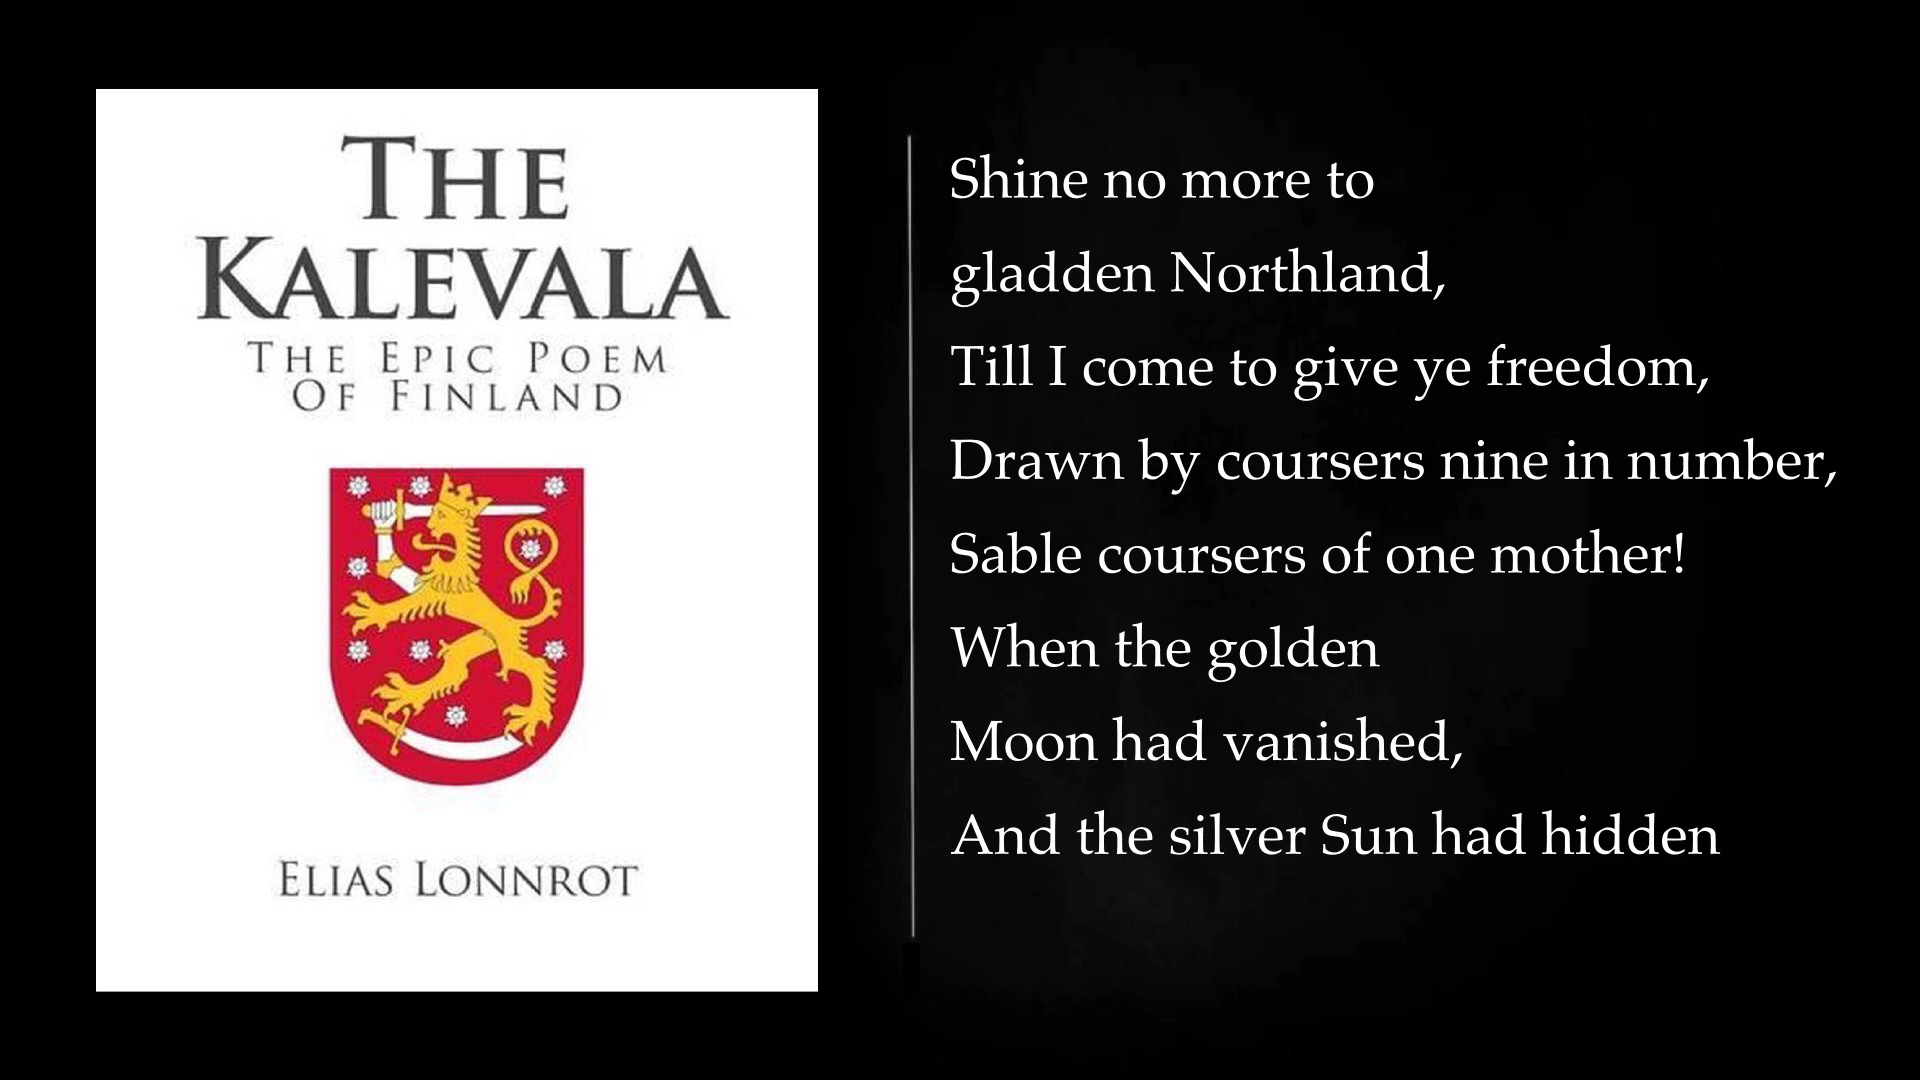 THE
KALEVALA
THE EPIC POEM
OF FINLAND
ELIAS LONNROT
Shine no more to
gladden Northland,
Till I come to give ye freedom,
Drawn by coursers nine in number,
Sable coursers of one mother!
When the golden
Moon had vanished,
And the silver Sun had hidden